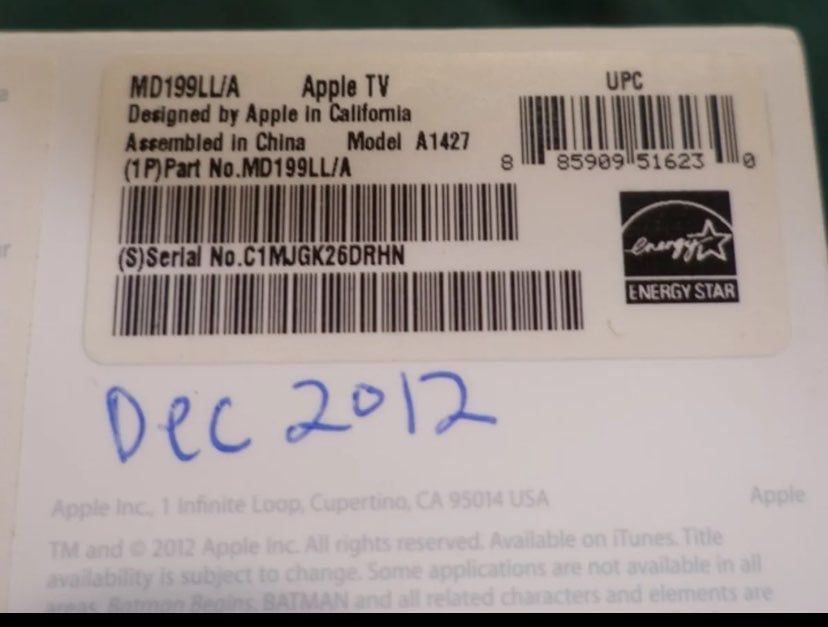 MD199LL/A Apple TV
Designed by Apple in California
Assembled in China Model A1427
(1P)Part No.MD199LL/A
(S)Serial No.C1MJGK26DRHN
UPC
8 85909 51623 0
energy
ENERGY STAR
Dec 2012
Apple Inc., 1 Infinite Loop, Cupertino, CA 95014 USA Apple
TM and © 2012 Apple Inc. All rights reserved. Available on iTunes. Title
availability is subject to change. Some applications are not available in all
areas. Batman Begins, BATMAN and all related characters and elements are